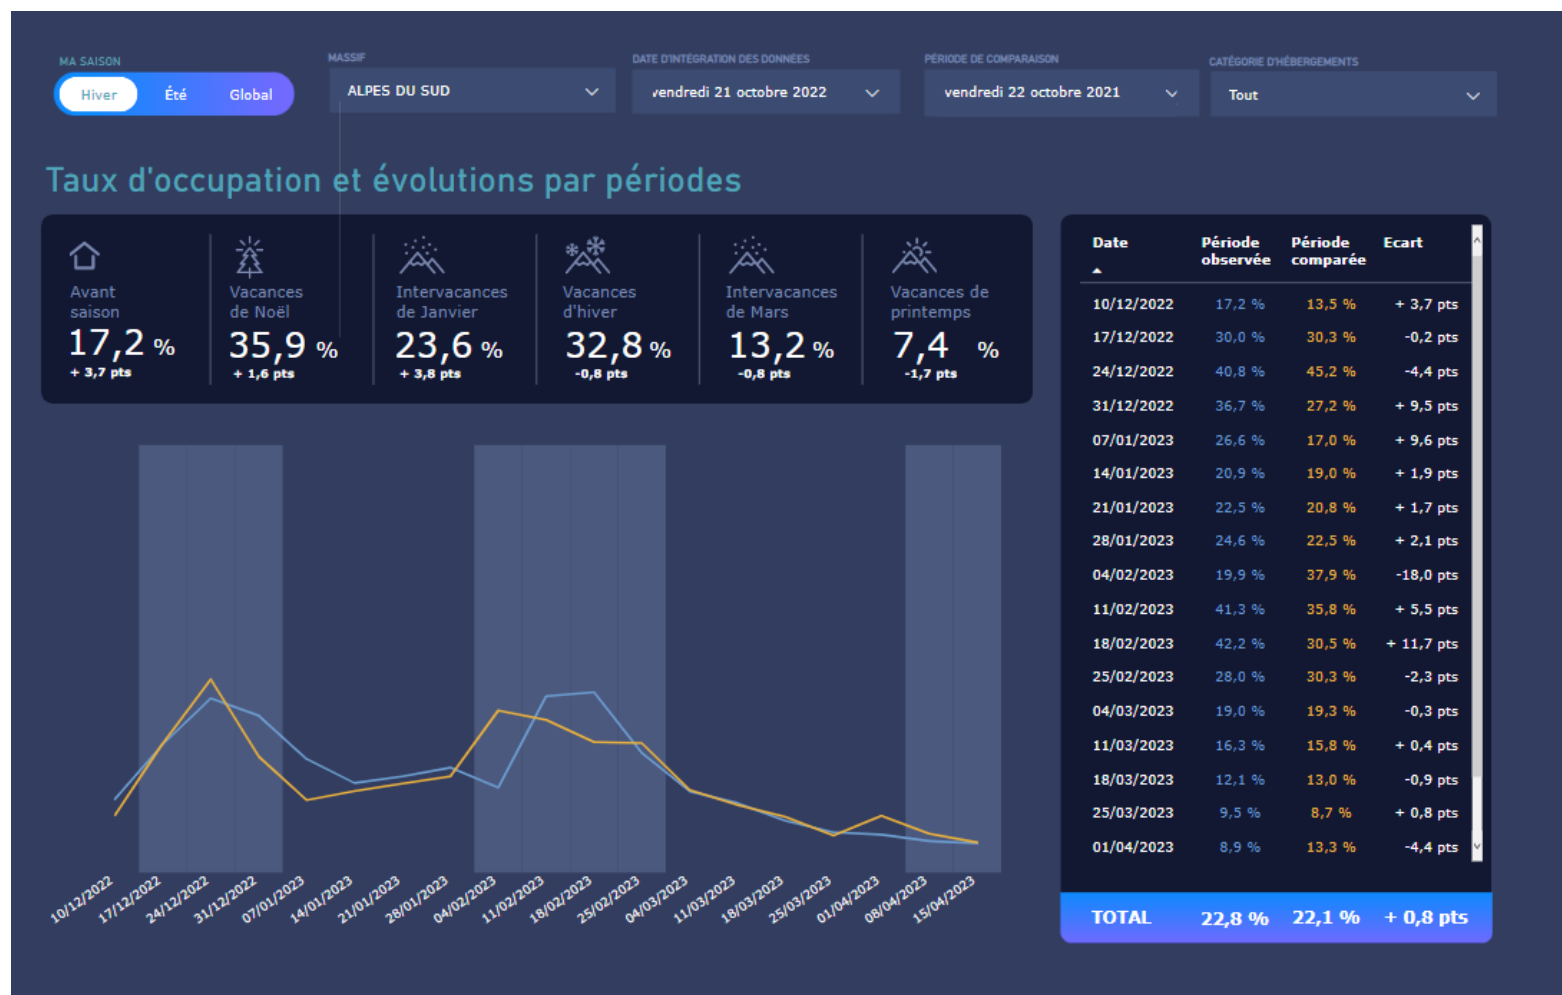 MA SAISON
Hiver Été Global
MASSIF
ALPES DU SUD
DATE D'INTÉGRATION DES DONNÉES
vendredi 21 octobre 2022
PÉRIODE DE COMPARAISON
vendredi 22 octobre 2021
CATÉGORIE D'HÉBERGEMENTS
Tout
Taux d'occupation et évolutions par périodes
Avant
saison
17,2 %
+ 3,7 pts
Vacances
de Noël
35,9 %
+ 1,6 pts
Intervacances
de Janvier
23,6 %
+ 3,8 pts
Vacances
d'hiver
32,8 %
-0,8 pts
Intervacances
de Mars
13,2 %
-0,8 pts
Vacances de
printemps
7,4 %
-1,7 pts
10/12/2022 17/12/2022 24/12/2022 31/12/2022 07/01/2023 14/01/2023 21/01/2023 28/01/2023 04/02/2023 11/02/2023 18/02/2023 25/02/2023 04/03/2023 11/03/2023 18/03/2023 25/03/2023 01/04/2023 08/04/2023 15/04/2023
Date Période Période Ecart
observée comparée
10/12/2022 17,2 % 13,5 % + 3,7 pts
17/12/2022 30,0 % 30,3 % -0,2 pts
24/12/2022 40,8 % 45,2 % -4,4 pts
31/12/2022 36,7 % 27,2 % + 9,5 pts
07/01/2023 26,6 % 17,0 % + 9,6 pts
14/01/2023 20,9 % 19,0 % + 1,9 pts
21/01/2023 22,5 % 20,8 % + 1,7 pts
28/01/2023 24,6 % 22,5 % + 2,1 pts
04/02/2023 19,9 % 37,9 % -18,0 pts
11/02/2023 41,3 % 35,8 % + 5,5 pts
18/02/2023 42,2 % 30,5 % + 11,7 pts
25/02/2023 28,0 % 30,3 % -2,3 pts
04/03/2023 19,0 % 19,3 % -0,3 pts
11/03/2023 16,3 % 15,8 % + 0,4 pts
18/03/2023 12,1 % 13,0 % -0,9 pts
25/03/2023 9,5 % 8,7 % + 0,8 pts
01/04/2023 8,9 % 13,3 % -4,4 pts
TOTAL 22,8 % 22,1 % + 0,8 pts